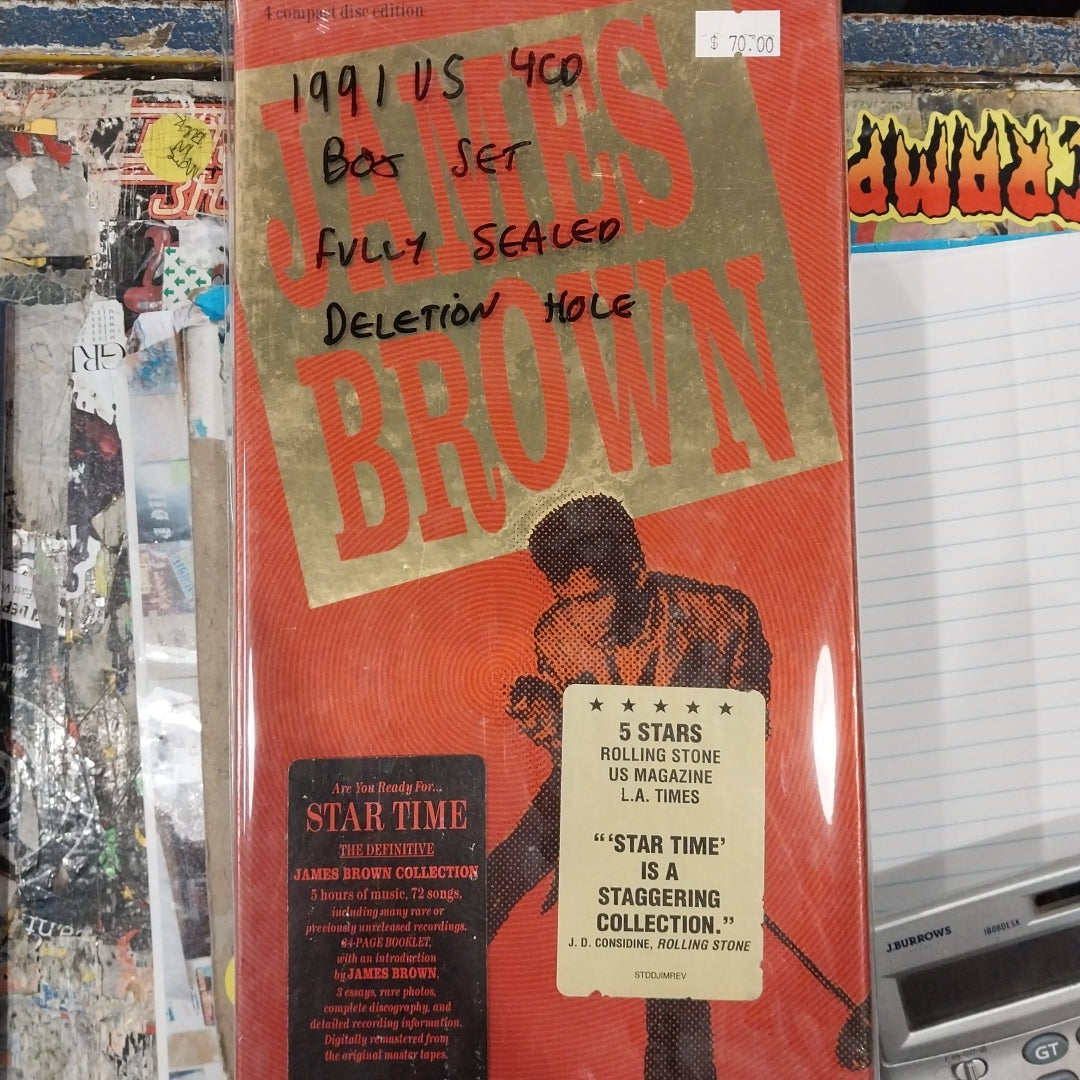 4 compact disc edition
$ 70.00
JAMES
BROWN
1991 US 4CD
BOX SET
FULLY SEALED
DELETION HOLE
Are You Ready For...
STAR TIME
THE DEFINITIVE
JAMES BROWN COLLECTION
5 hours of music, 72 songs,
including many rare or
previously unreleased recordings.
64-PAGE BOOKLET,
with an introduction
by JAMES BROWN,
3 essays, rare photos,
complete discography, and
detailed recording information.
Digitally remastered from
the original master tapes.
★ ★ ★ ★ ★
5 STARS
ROLLING STONE
US MAGAZINE
L.A. TIMES
“‘STAR TIME’
IS A
STAGGERING
COLLECTION.”
J. D. CONSIDINE, ROLLING STONE
STDDJIMREV
J.BURROWS
GT